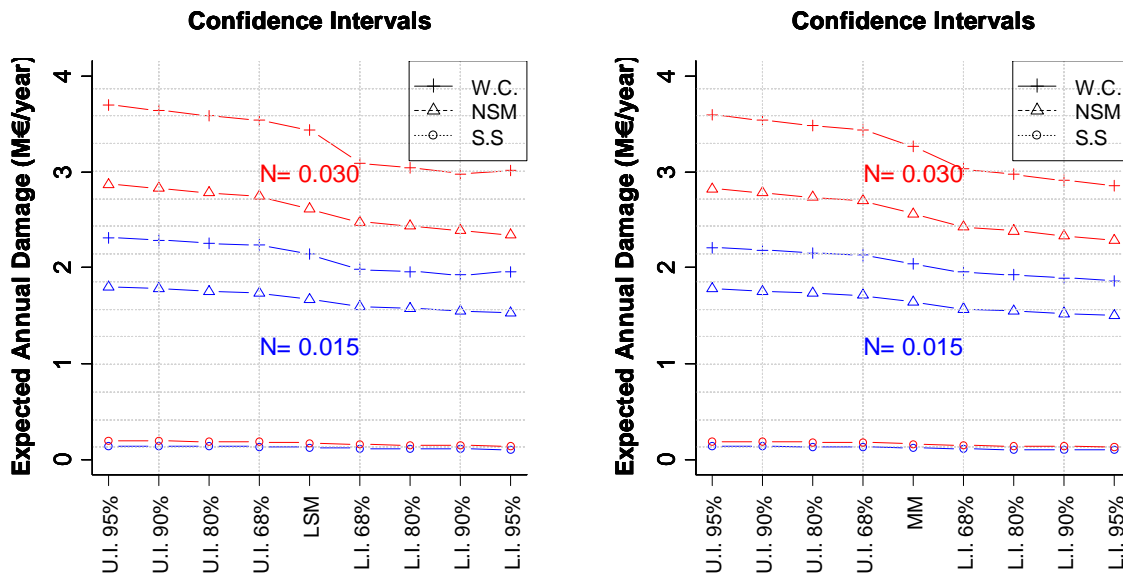 Confidence Intervals
Expected Annual Damage (M€/year)
4
3
2
1
0
W.C.
NSM
S.S
N= 0.030
N= 0.015
U.I. 95%
U.I. 90%
U.I. 80%
U.I. 68%
LSM
L.I. 68%
L.I. 80%
L.I. 90%
L.I. 95%
Confidence Intervals
Expected Annual Damage (M€/year)
4
3
2
1
0
W.C.
NSM
S.S
N= 0.030
N= 0.015
U.I. 95%
U.I. 90%
U.I. 80%
U.I. 68%
MM
L.I. 68%
L.I. 80%
L.I. 90%
L.I. 95%